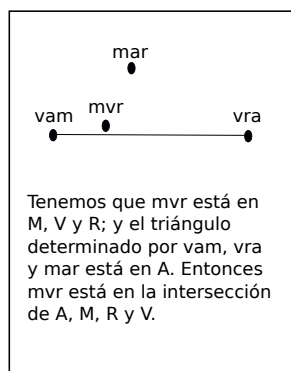 mar
vam mvr vra
Tenemos que mvr está en
M, V y R; y el triángulo
determinado por vam, vra
y mar está en A. Entonces
mvr está en la intersección
de A, M, R y V.